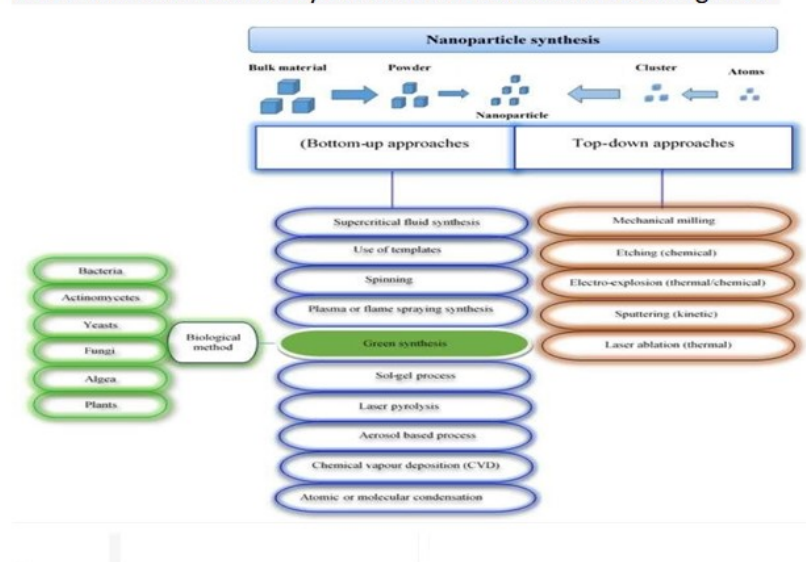 Nanoparticle synthesis
Bulk material
Powder
Cluster
Atoms
Nanoparticle
(Bottom-up approaches
Top-down approaches
Supercritical fluid synthesis
Use of templates
Spinning
Plasma or flame spraying synthesis
Green synthesis
Sol-gel process
Laser pyrolysis
Aerosol based process
Chemical vapour deposition (CVD)
Atomic or molecular condensation
Mechanical milling
Etching (chemical)
Electro-explosion (thermal/chemical)
Sputtering (kinetic)
Laser ablation (thermal)
Biological
method
Bacteria
Actinomycetes
Yeasts
Fungi
Algea
Plants